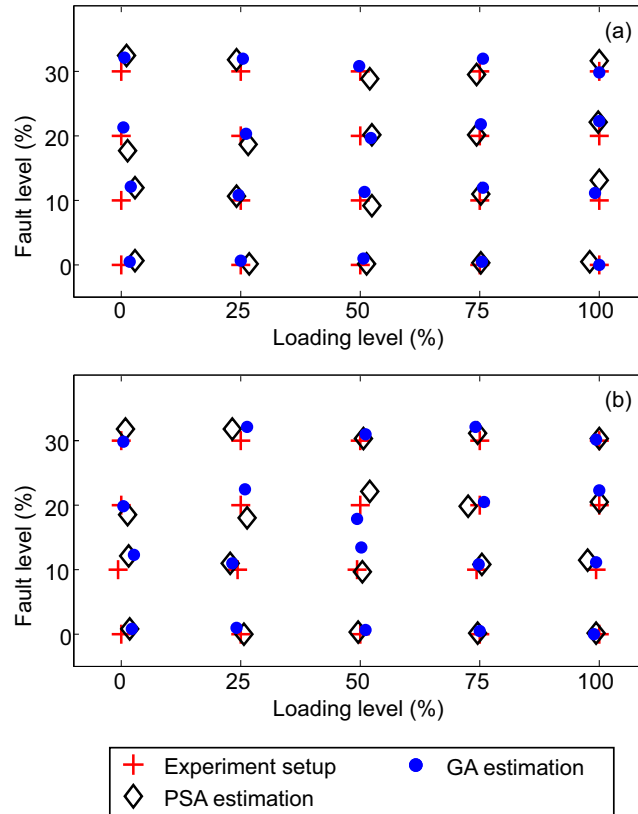 (a)
30
20
10
0
Fault level (%)
0 25 50 75 100
Loading level (%)
(b)
30
20
10
0
Fault level (%)
0 25 50 75 100
Loading level (%)
Experiment setup GA estimation
PSA estimation